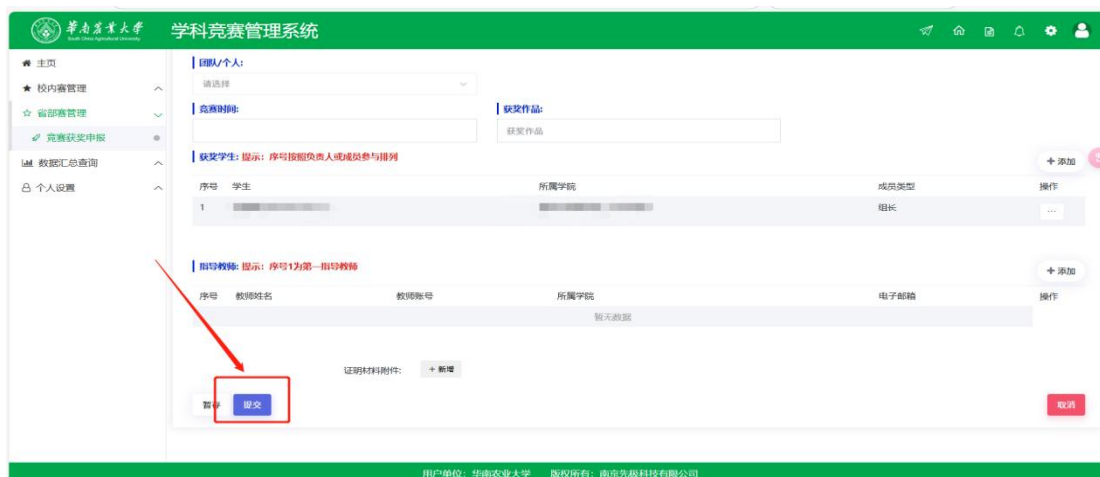 華南農業大學 学科竞赛管理系统
South China Agricultural University
主页
校内赛管理
省部赛管理
竞赛获奖申报
数据汇总查询
个人设置
团队/个人:
请选择
竞赛时间: 获奖作品:
获奖作品
获奖学生: 提示：序号按照负责人或成员参与排列
+ 添加
序号 学生 所属学院 成员类型 操作
1 组长 ...
指导教师: 提示：序号1为第一指导教师
+ 添加
序号 教师姓名 教师账号 所属学院 电子邮箱 操作
暂无数据
证明材料附件: + 新增
暂存 提交 取消
用户单位：华南农业大学 版权所有：南京先极科技有限公司